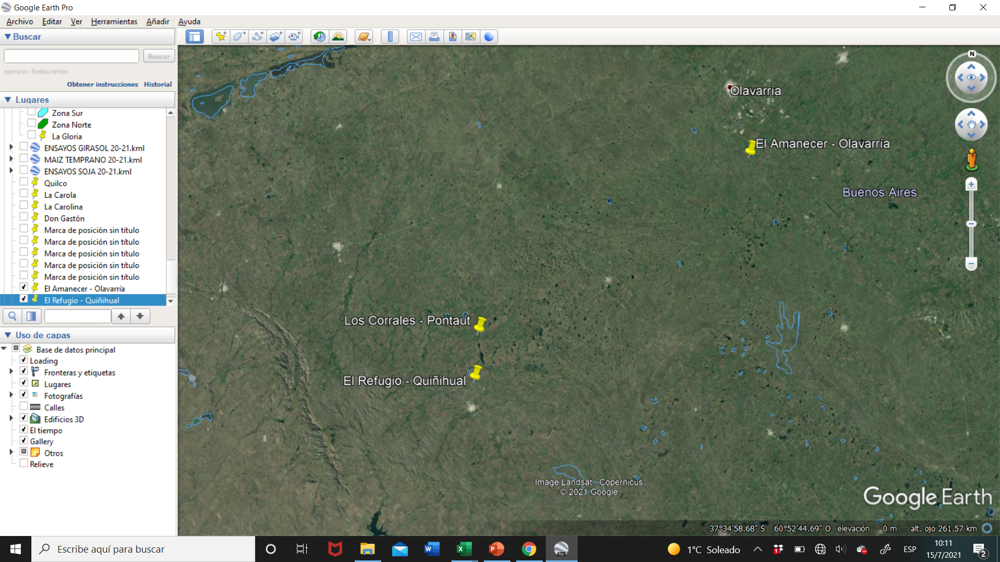 Google Earth Pro
Archivo Editar Ver Herramientas Añadir Ayuda
Buscar
Buscar
ejemplo: Restaurantes
Obtener instrucciones Historial
Lugares
Zona Sur
Zona Norte
La Gloria
ENSAYOS GIRASOL 20-21.kml
MAIZ TEMPRANO 20-21.kml
ENSAYOS SOJA 20-21.kml
Quilco
La Carola
La Carolina
Don Gastón
Marca de posición sin título
Marca de posición sin título
Marca de posición sin título
Marca de posición sin título
Marca de posición sin título
El Amanecer - Olavarría
El Refugio - Quiñihual
Uso de capas
Base de datos principal
Loading
Fronteras y etiquetas
Lugares
Fotografías
Calles
Edificios 3D
El tiempo
Gallery
Otros
Relieve
N
Olavarría
El Amanecer - Olavarría
Buenos Aires
Los Corrales - Pontaut
El Refugio - Quiñihual
Image Landsat / Copernicus
© 2021 Google
Google Earth
37°34'58.68" S 60°52'44.69" O elevación 0 m alt. ojo 261.57 km
Escribe aquí para buscar
1°C Soleado
ESP
10:11
15/7/2021
2